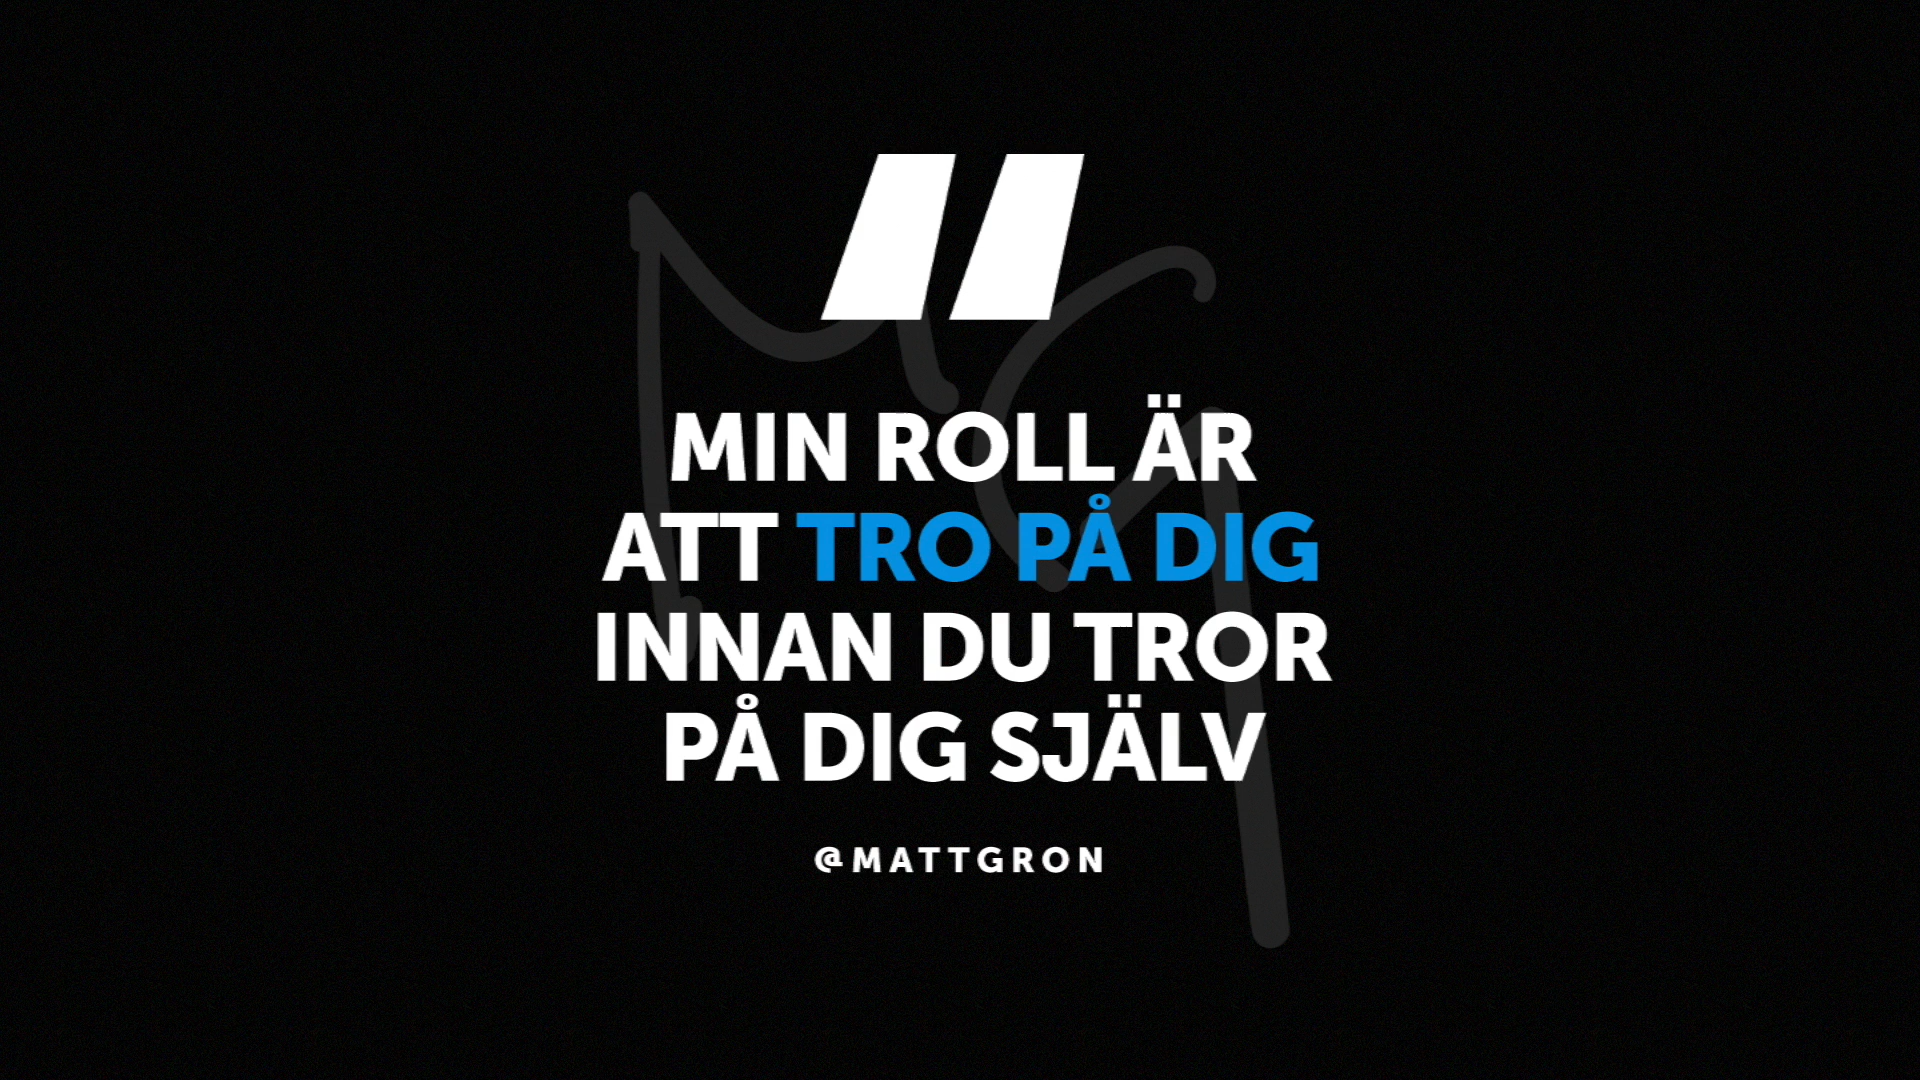 MIN ROLL ÄR
ATT TRO PÅ DIG
INNAN DU TROR
PÅ DIG SJÄLV
@MATTGRON